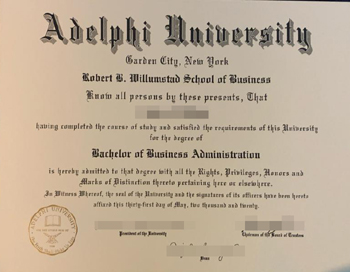 Adelphi University
Garden City, New York
Robert B. Willumstad School of Business
Know all persons by these presents, That
having completed the course of study and satisfied the requirements of this University
for the degree of
Bachelor of Business Administration
is hereby admitted to that degree with all the Rights, Privileges, Honors and
Marks of Distinction thereto pertaining here or elsewhere.
In Witness Whereof, the seal of the University and the signatures of its officers have been hereto
affixed this thirty-first day of May, two thousand and twenty.
ADELPHI UNIVERSITY
President of the University
Chairman of Board of Trustees
Dean